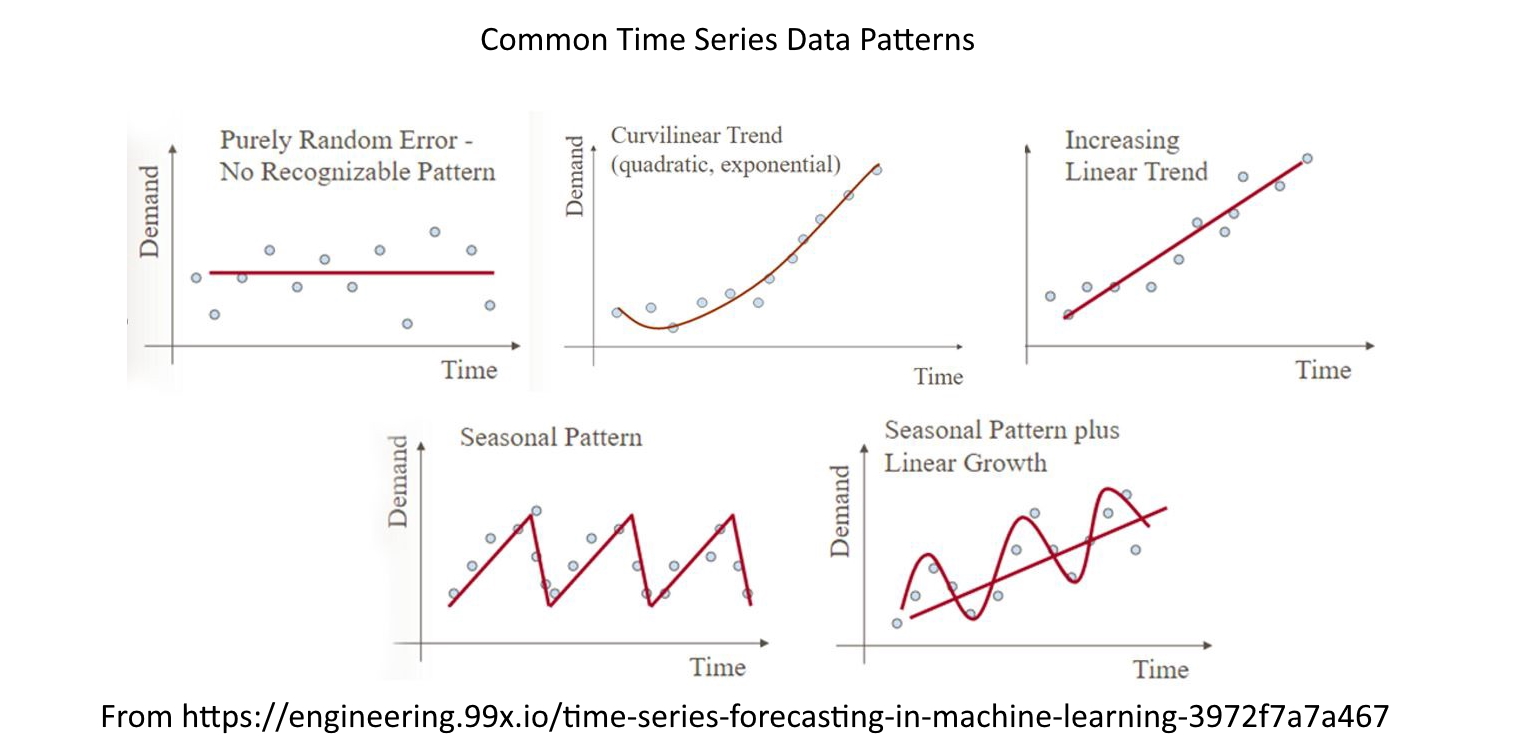 Common Time Series Data Patterns
Purely Random Error -
No Recognizable Pattern
Demand
Time
Curvilinear Trend
(quadratic, exponential)
Demand
Time
Increasing
Linear Trend
Time
Seasonal Pattern
Demand
Time
Seasonal Pattern plus
Linear Growth
Demand
Time
From https://engineering.99x.io/time-series-forecasting-in-machine-learning-3972f7a7a467